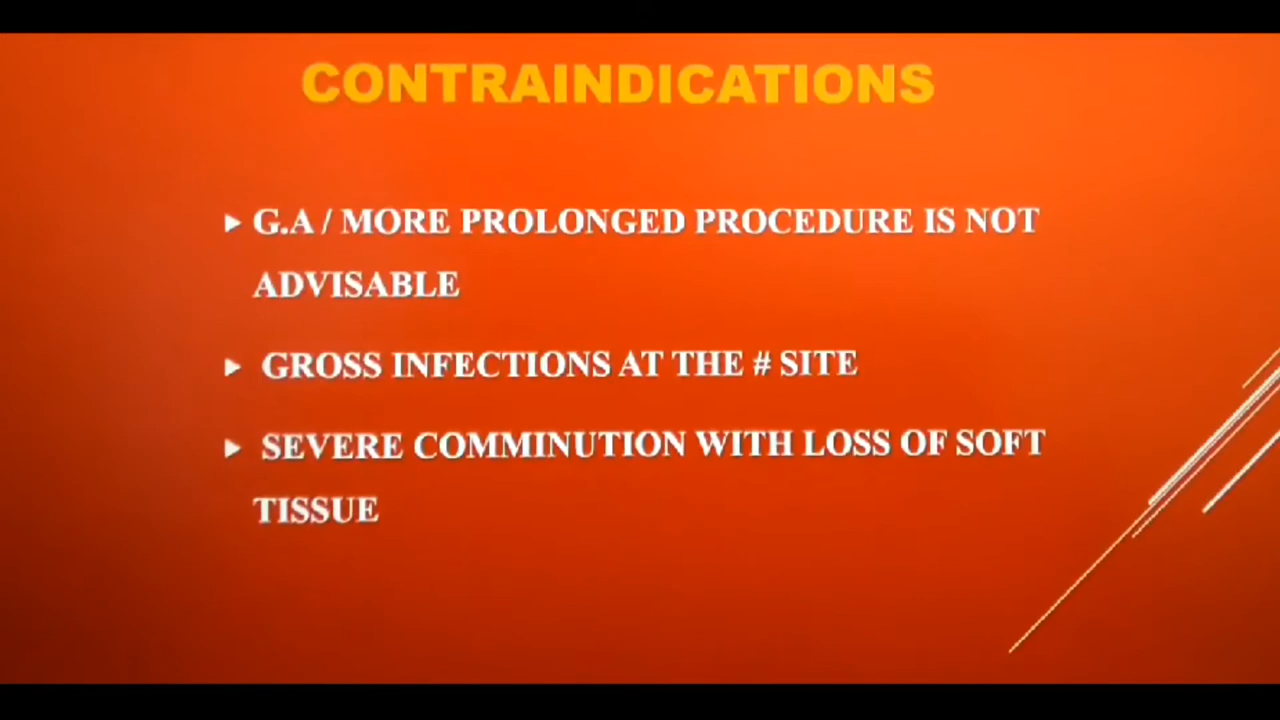 CONTRAINDICATIONS
G.A / MORE PROLONGED PROCEDURE IS NOT
ADVISABLE
GROSS INFECTIONS AT THE # SITE
SEVERE COMMINUTION WITH LOSS OF SOFT
TISSUE